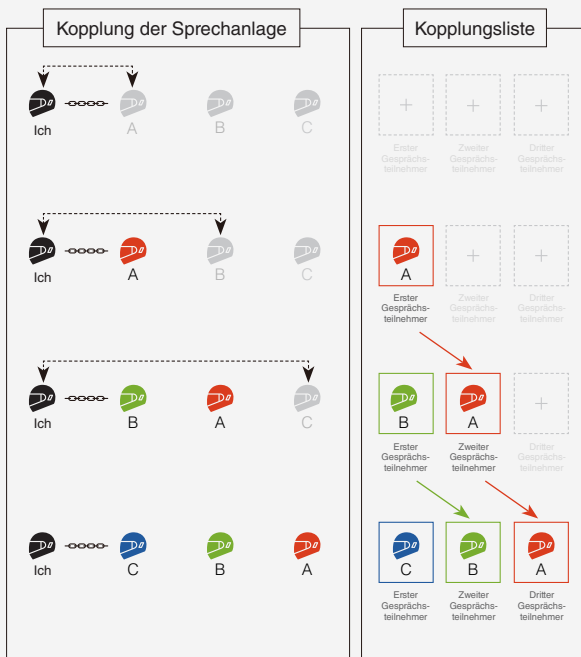 Kopplung der Sprechanlage
Kopplungsliste
Ich
A
B
C
+
+
+
Erster
Gesprächs-
teilnehmer
Zweiter
Gesprächs-
teilnehmer
Dritter
Gesprächs-
teilnehmer
Ich
A
B
C
A
+
+
Erster
Gesprächs-
teilnehmer
Zweiter
Gesprächs-
teilnehmer
Dritter
Gesprächs-
teilnehmer
Ich
B
A
C
B
A
+
Erster
Gesprächs-
teilnehmer
Zweiter
Gesprächs-
teilnehmer
Dritter
Gesprächs-
teilnehmer
Ich
C
B
A
C
B
A
Erster
Gesprächs-
teilnehmer
Zweiter
Gesprächs-
teilnehmer
Dritter
Gesprächs-
teilnehmer